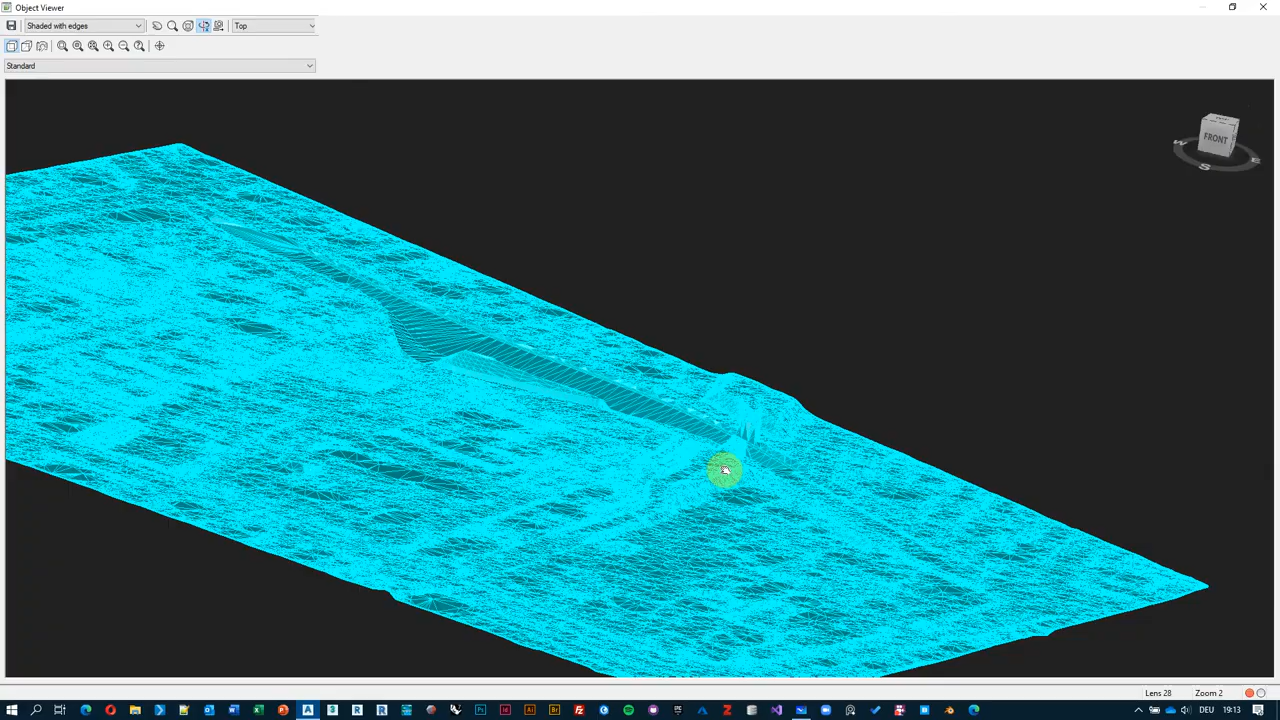 Object Viewer
Shaded with edges
Top
Standard
FRONT
S
E
Lens 28
Zoom 2
DEU
19:13